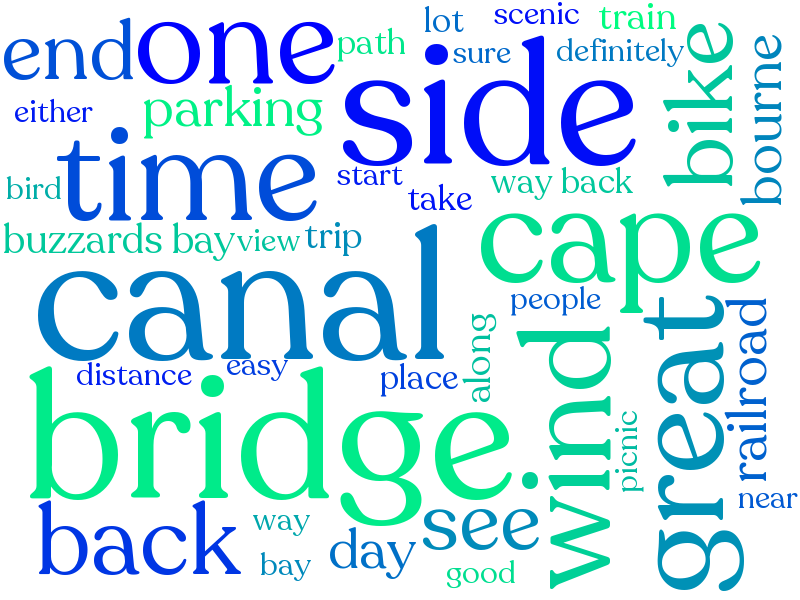 lot
scenic
train
end
one
path
sure
definitely
either
parking
side
bike
bourne
time
start
take
way back
bird
buzzards bay
view
trip
cape
canal
people
great
railroad
distance
easy
place
along
wind
bridge
picnic
near
back
way
see
day
bay
good